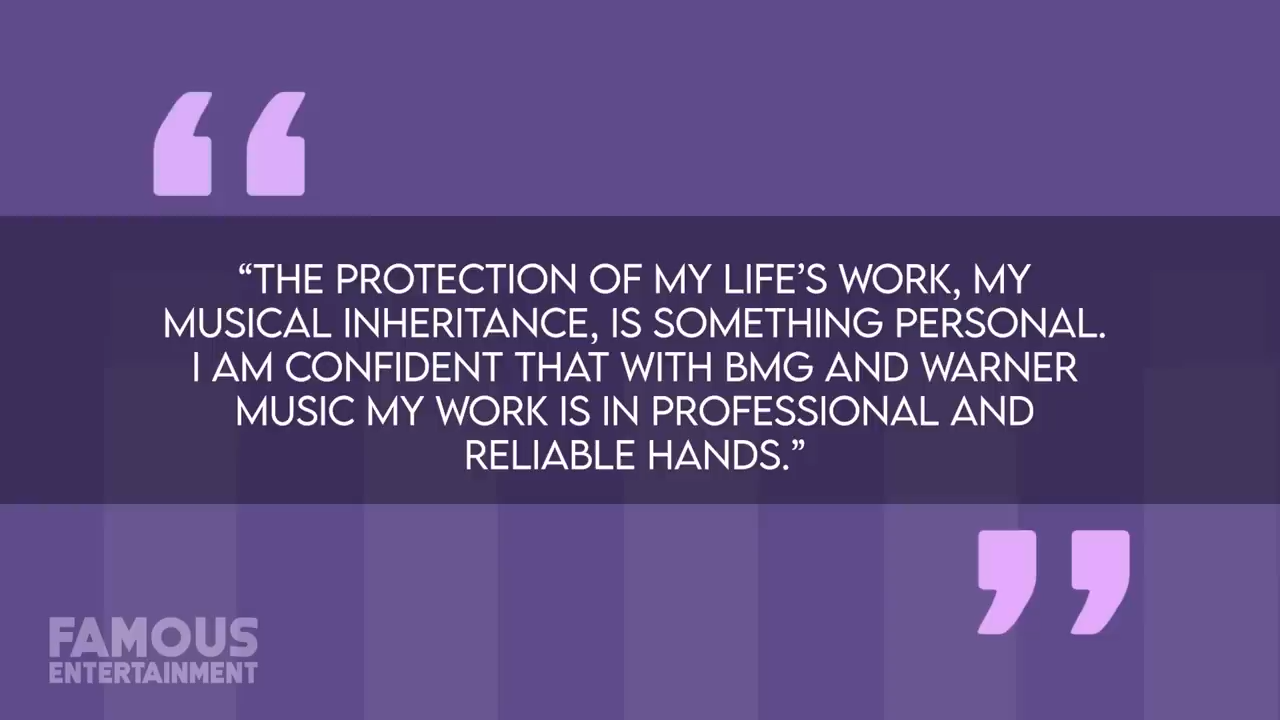 “THE PROTECTION OF MY LIFE’S WORK, MY
MUSICAL INHERITANCE, IS SOMETHING PERSONAL.
I AM CONFIDENT THAT WITH BMG AND WARNER
MUSIC MY WORK IS IN PROFESSIONAL AND
RELIABLE HANDS.”
FAMOUS
ENTERTAINMENT